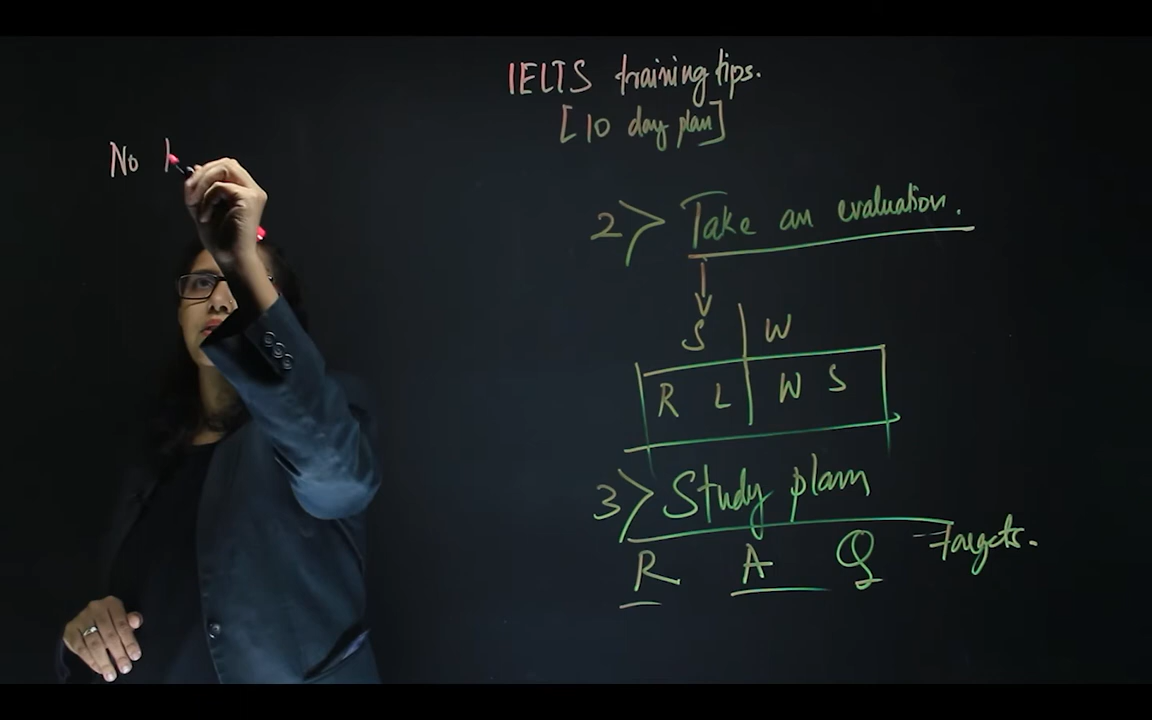 IELTS training tips.
[10 day plan]
No
2> Take an evaluation.
S | W
R L | W S
3> Study plan
R A Q - Targets.